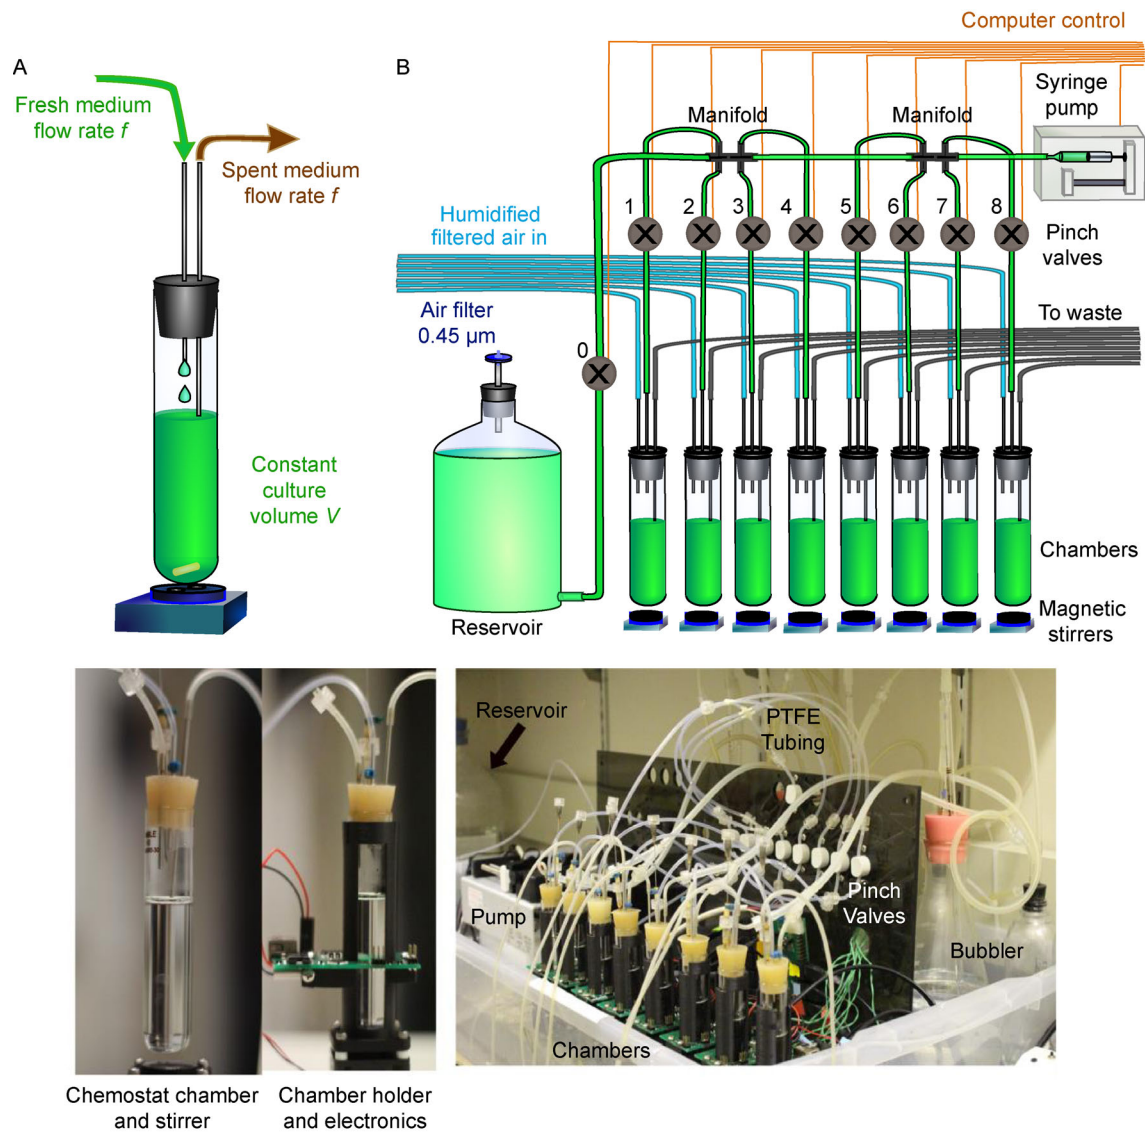 A
Fresh medium
flow rate f
Spent medium
flow rate f
Constant
culture
volume V
B
Computer control
Syringe
pump
Manifold
Manifold
1
2
3
4
5
6
7
8
Pinch
valves
Humidified
filtered air in
To waste
Air filter
0.45 µm
0
Chambers
Reservoir
Magnetic
stirrers
Chemostat chamber
and stirrer
Chamber holder
and electronics
Reservoir
PTFE
Tubing
Pump
Pinch
Valves
Bubbler
Chambers